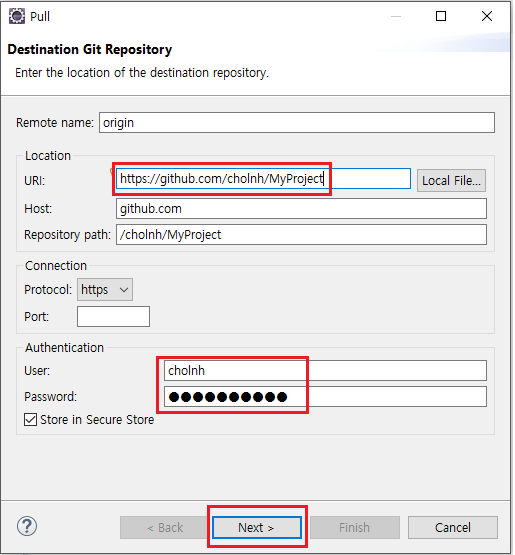 Pull
Destination Git Repository
Enter the location of the destination repository.
Remote name: origin
Location
URI: https://github.com/cholnh/MyProject Local File...
Host: github.com
Repository path: /cholnh/MyProject
Connection
Protocol: https
Port:
Authentication
User: cholnh
Password: ●●●●●●●●●●
Store in Secure Store
? < Back Next > Finish Cancel